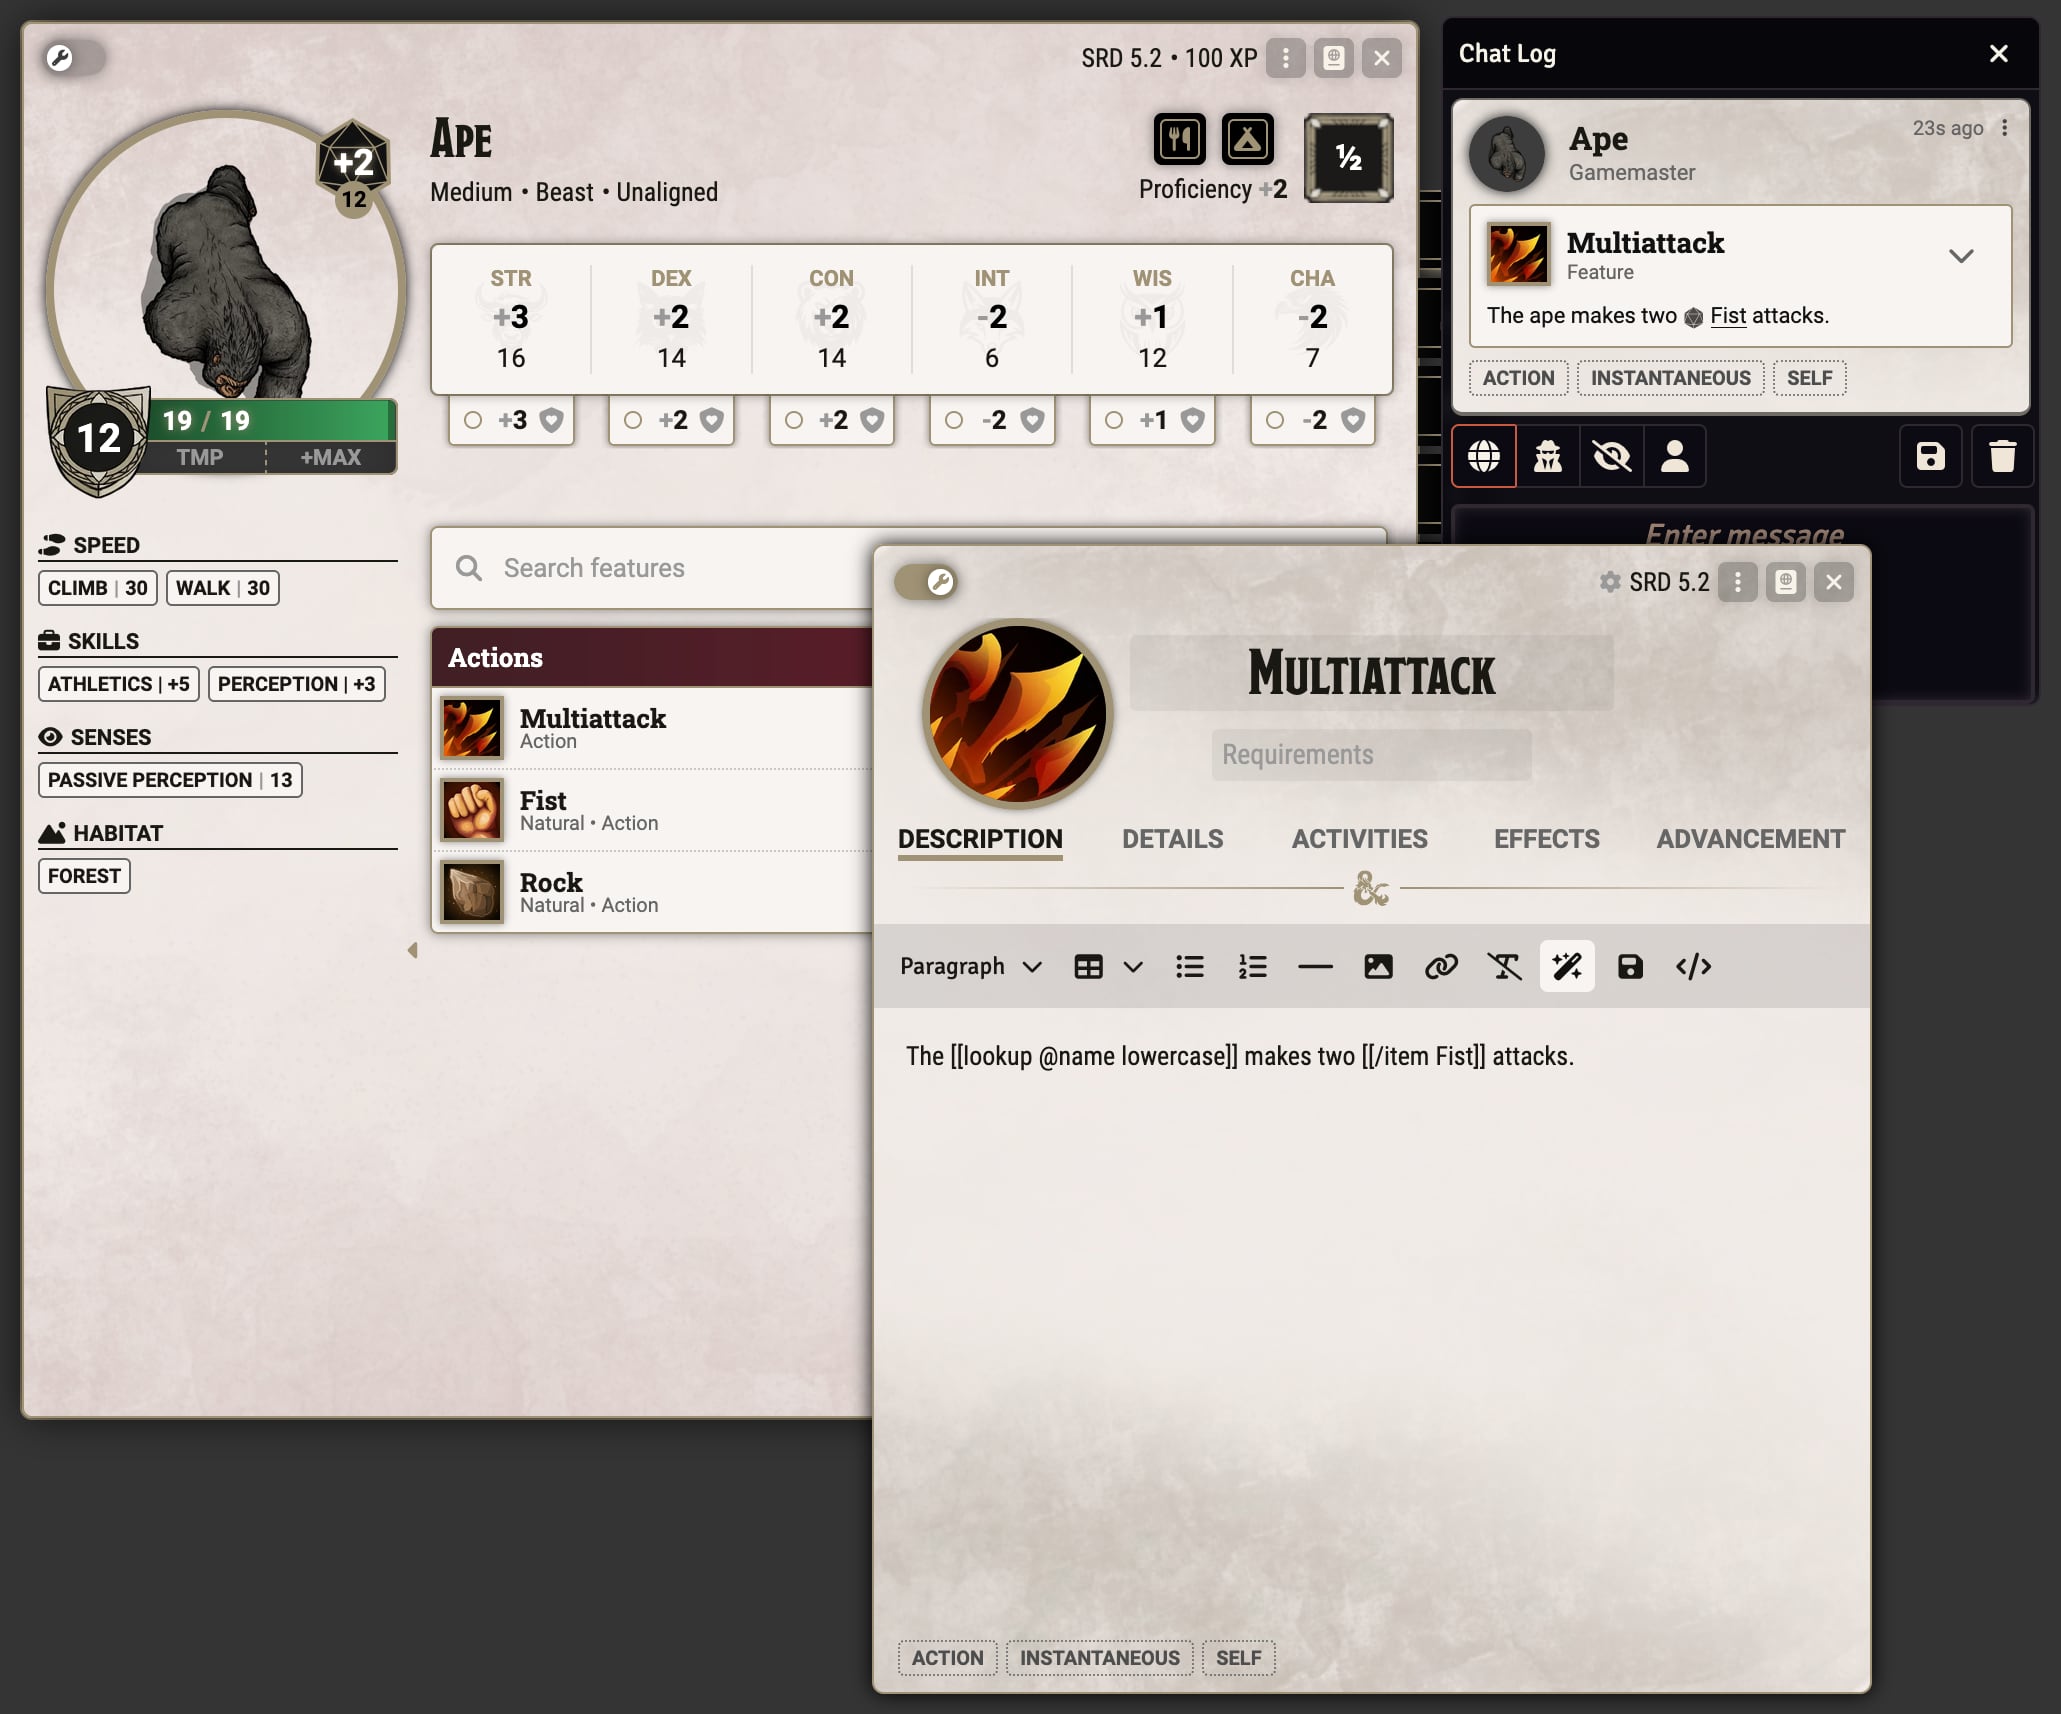 SRD 5.2 • 100 XP
+2
12
APE
Medium • Beast • Unaligned
Proficiency +2
½
STR DEX CON INT WIS CHA
+3 +2 +2 -2 +1 -2
16 14 14 6 12 7
+3 +2 +2 -2 +1 -2
12
19 / 19
TMP +MAX
SPEED
CLIMB | 30 WALK | 30
SKILLS
ATHLETICS | +5 PERCEPTION | +3
SENSES
PASSIVE PERCEPTION | 13
HABITAT
FOREST
Search features
Actions
Multiattack
Action
Fist
Natural • Action
Rock
Natural • Action
Chat Log
Ape
23s ago
Gamemaster
Multiattack
Feature
The ape makes two Fist attacks.
ACTION INSTANTANEOUS SELF
Enter message
SRD 5.2
MULTIATTACK
Requirements
DESCRIPTION DETAILS ACTIVITIES EFFECTS ADVANCEMENT
Paragraph
The [[lookup @name lowercase]] makes two [[/item Fist]] attacks.
ACTION INSTANTANEOUS SELF